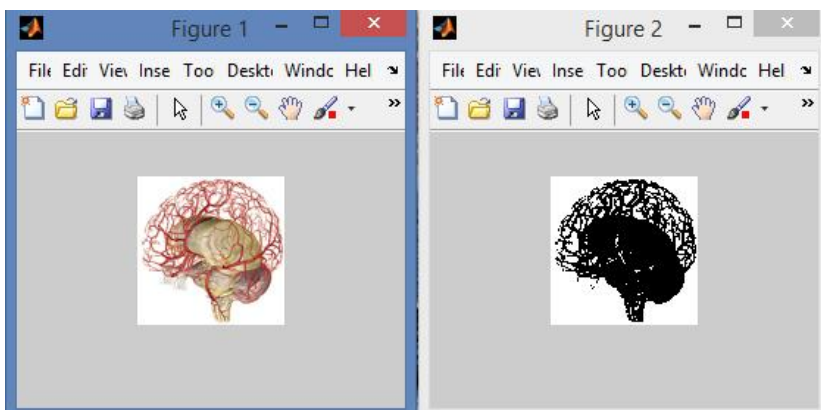 Figure 1
File Edi Viev Inse Too Deskt Windc Hel
Figure 2
File Edi Viev Inse Too Deskt Windc Hel